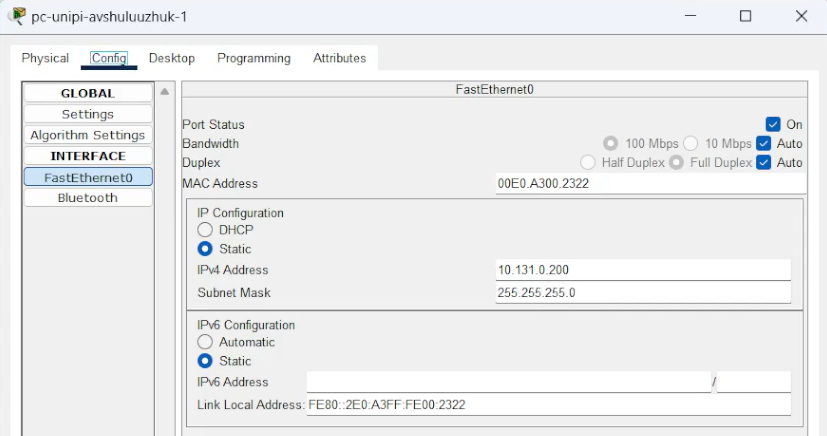 pc-unipi-avshuluuzhuk-1
Physical Config Desktop Programming Attributes
GLOBAL
Settings
Algorithm Settings
INTERFACE
FastEthernet0
Bluetooth
FastEthernet0
Port Status On
Bandwidth 100 Mbps 10 Mbps Auto
Duplex Half Duplex Full Duplex Auto
MAC Address 00E0.A300.2322
IP Configuration
DHCP
Static
IPv4 Address 10.131.0.200
Subnet Mask 255.255.255.0
IPv6 Configuration
Automatic
Static
IPv6 Address /
Link Local Address: FE80::2E0:A3FF:FE00:2322